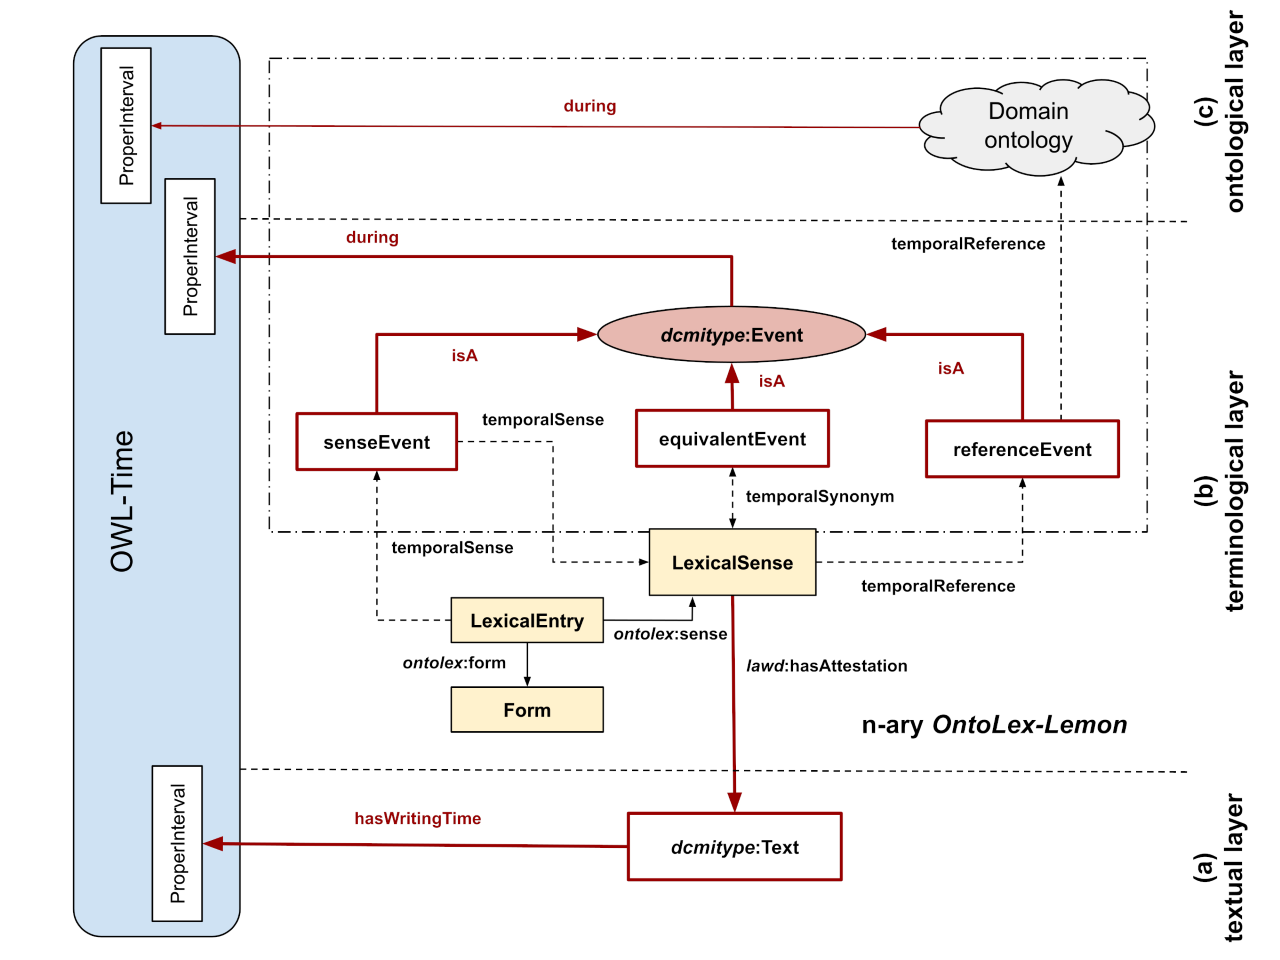 ProperInterval
during
Domain
ontology
(c)
ontological layer
ProperInterval
during
temporalReference
dcmitype:Event
isA
isA
isA
senseEvent
temporalSense
equivalentEvent
referenceEvent
OWL-Time
temporalSynonym
(b)
terminological layer
temporalSense
LexicalSense
temporalReference
LexicalEntry
ontolex:sense
ontolex:form
lawd:hasAttestation
Form
n-ary OntoLex-Lemon
ProperInterval
hasWritingTime
dcmitype:Text
(a)
textual layer